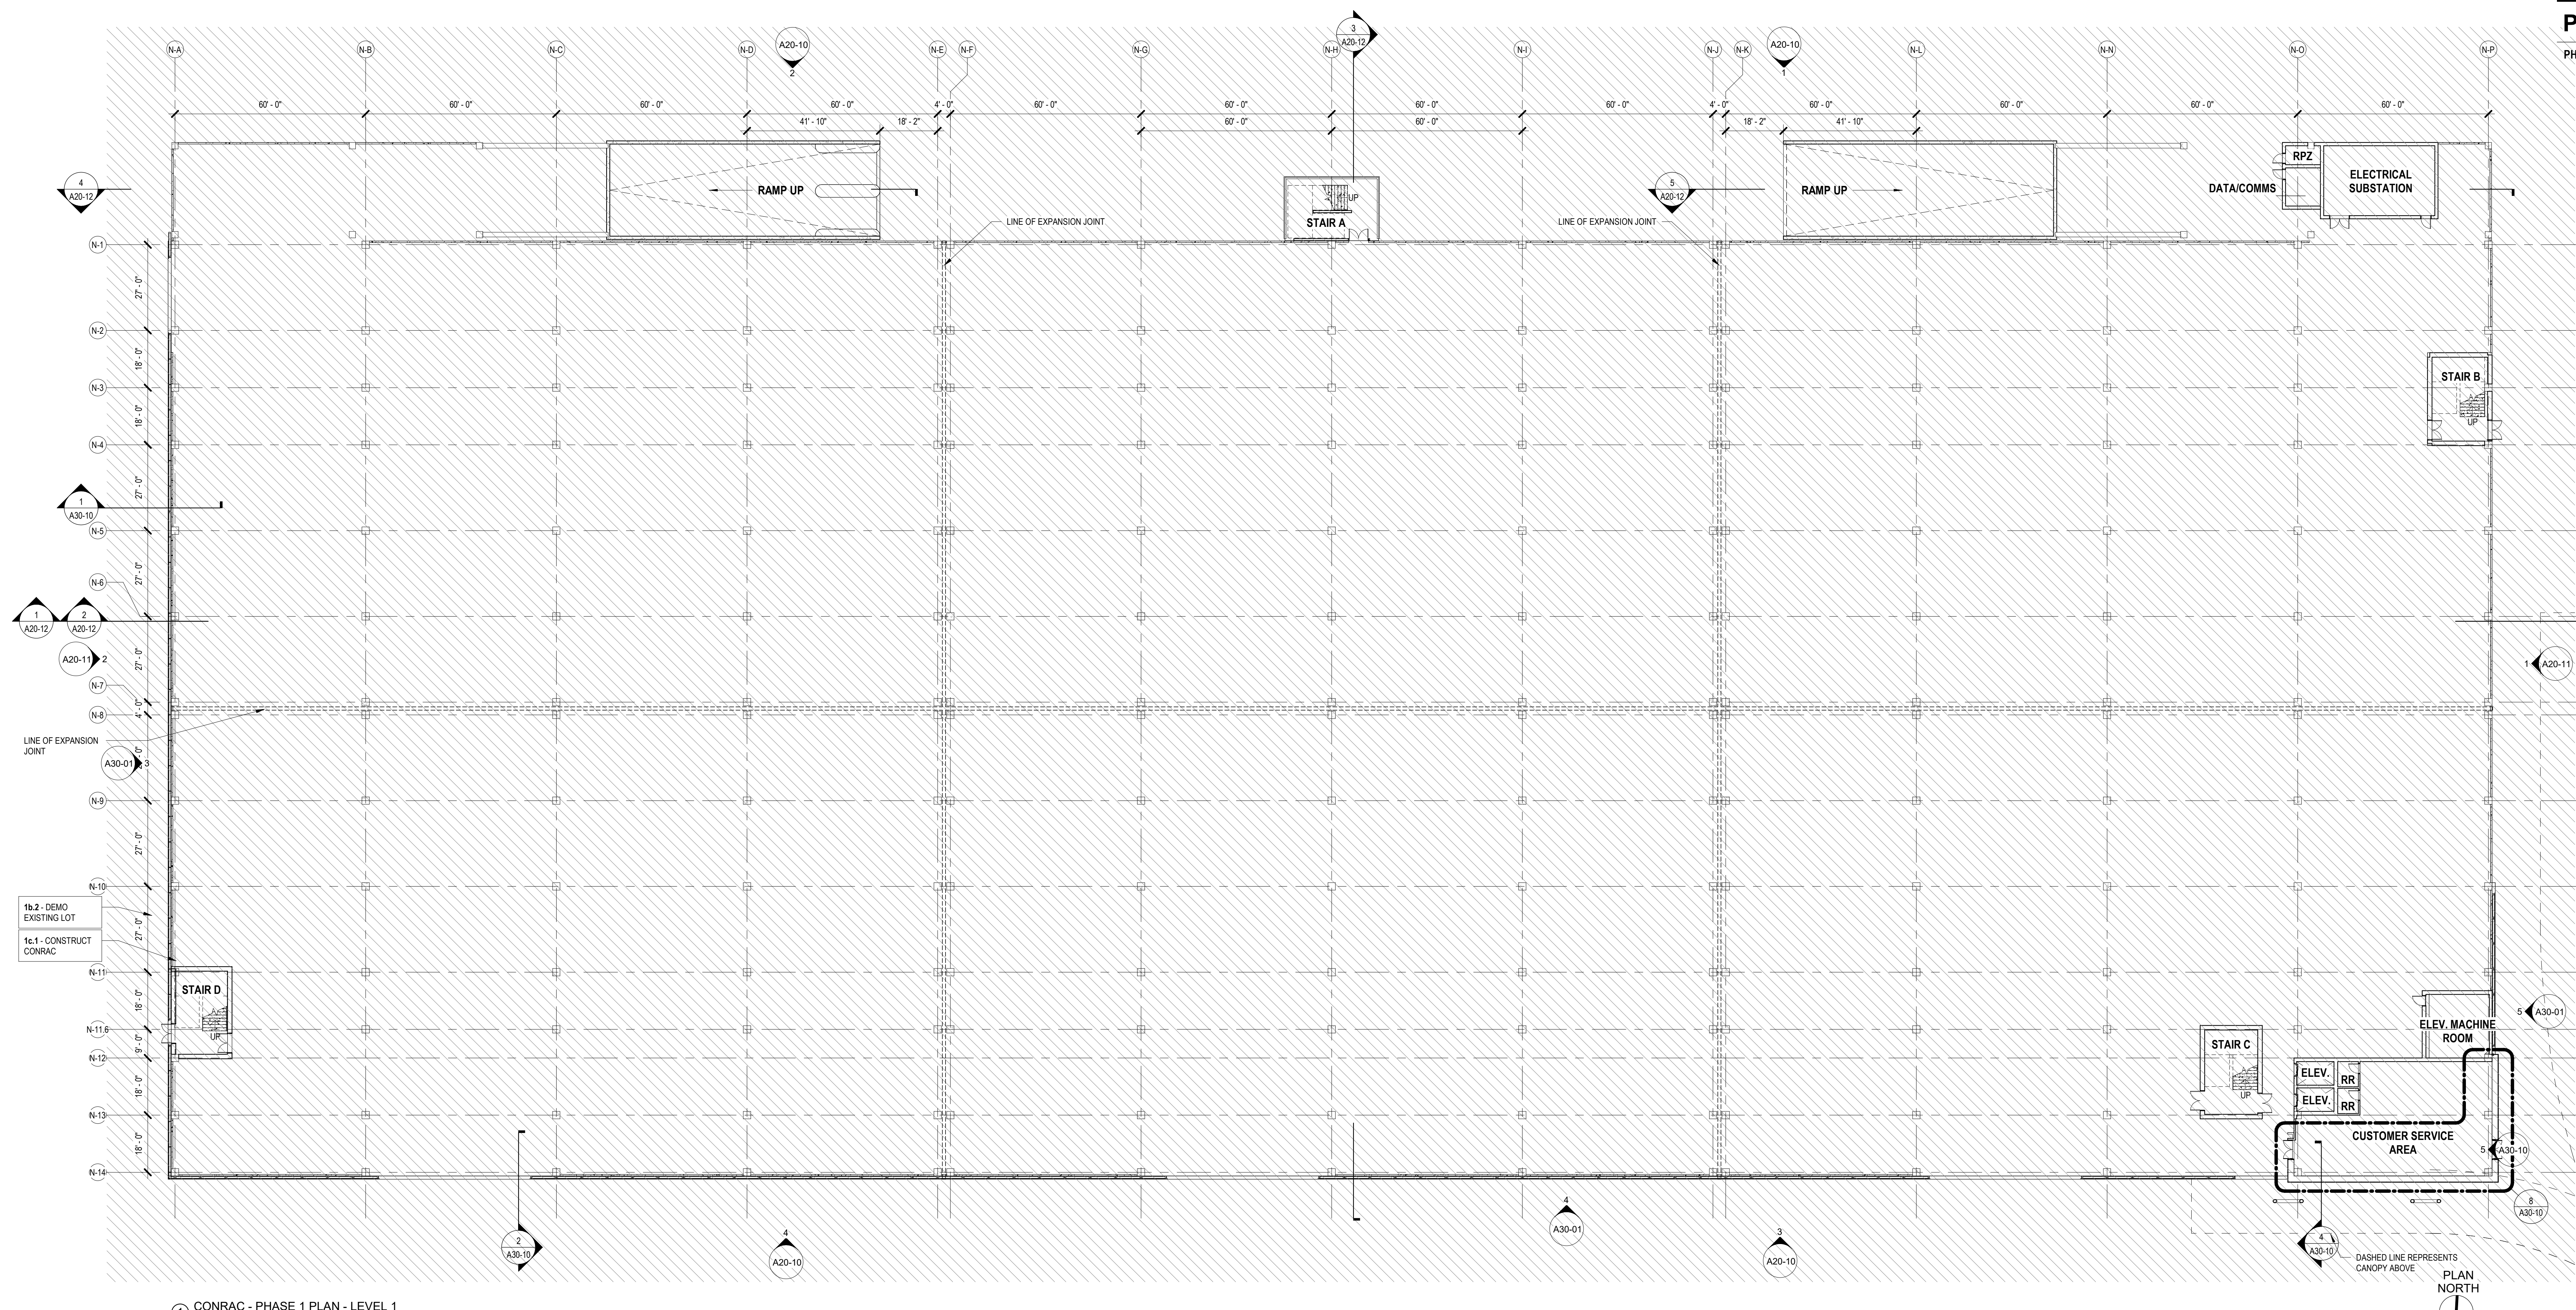 P
PH
N-A
N-B
N-C
N-D
N-E
N-F
N-G
N-H
N-I
N-J
N-K
N-L
N-N
N-O
N-P
A20-10
2
3
A20-12
A20-10
1
60' - 0"
60' - 0"
60' - 0"
60' - 0"
4' - 0"
60' - 0"
60' - 0"
60' - 0"
60' - 0"
4' - 0"
60' - 0"
60' - 0"
60' - 0"
60' - 0"
41' - 10"
18' - 2"
60' - 0"
60' - 0"
18' - 2"
41' - 10"
4
A20-12
RAMP UP
UP
STAIR A
LINE OF EXPANSION JOINT
LINE OF EXPANSION JOINT
5
A20-12
RAMP UP
RPZ
DATA/COMMS
ELECTRICAL
SUBSTATION
N-1
27' - 0"
N-2
18' - 0"
N-3
18' - 0"
N-4
27' - 0"
N-5
27' - 0"
N-6
27' - 0"
N-7
4' - 0"
N-8
N-9
27' - 0"
N-10
27' - 0"
N-11
18' - 0"
N-11.6
9' - 0"
N-12
18' - 0"
N-13
18' - 0"
N-14
STAIR B
UP
1
A30-10
1
A20-12
2
A20-12
A20-11
2
1
A20-11
LINE OF EXPANSION
JOINT
A30-01
3
1b.2 - DEMO
EXISTING LOT
1c.1 - CONSTRUCT
CONRAC
STAIR D
UP
5
A30-01
ELEV. MACHINE
ROOM
STAIR C
UP
ELEV.
RR
ELEV.
RR
CUSTOMER SERVICE
AREA
5
A30-10
8
A30-10
2
A30-10
4
A20-10
4
A30-01
3
A20-10
4
A30-10
DASHED LINE REPRESENTS
CANOPY ABOVE
PLAN
NORTH
CONRAC - PHASE 1 PLAN - LEVEL 1